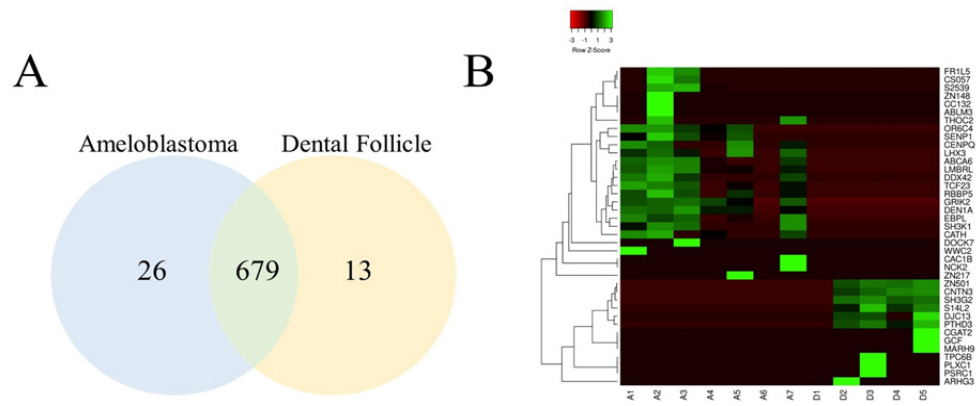 A
B
Ameloblastoma
Dental Follicle
26
679
13
-3 -1 1 3
Row Z-Score
FR1L5
CS057
S2539
ZN148
CC132
ABLM3
THOC2
OR6C4
SENP1
CENPQ
LHX3
ABCA6
LMBRL
DDX42
TCF23
RBBP5
GRIK2
DEN1A
EBPL
SH3K1
CATH
DOCK7
WWC2
CAC1B
NCK2
ZN217
ZN501
CNTN3
SH3G2
S14L2
DJC13
PTHD3
CGAT2
GCF
MARH9
TPC6B
PLXC1
PSRC1
ARHG3
A1 A2 A3 A4 A5 A6 A7 D1 D2 D3 D4 D5